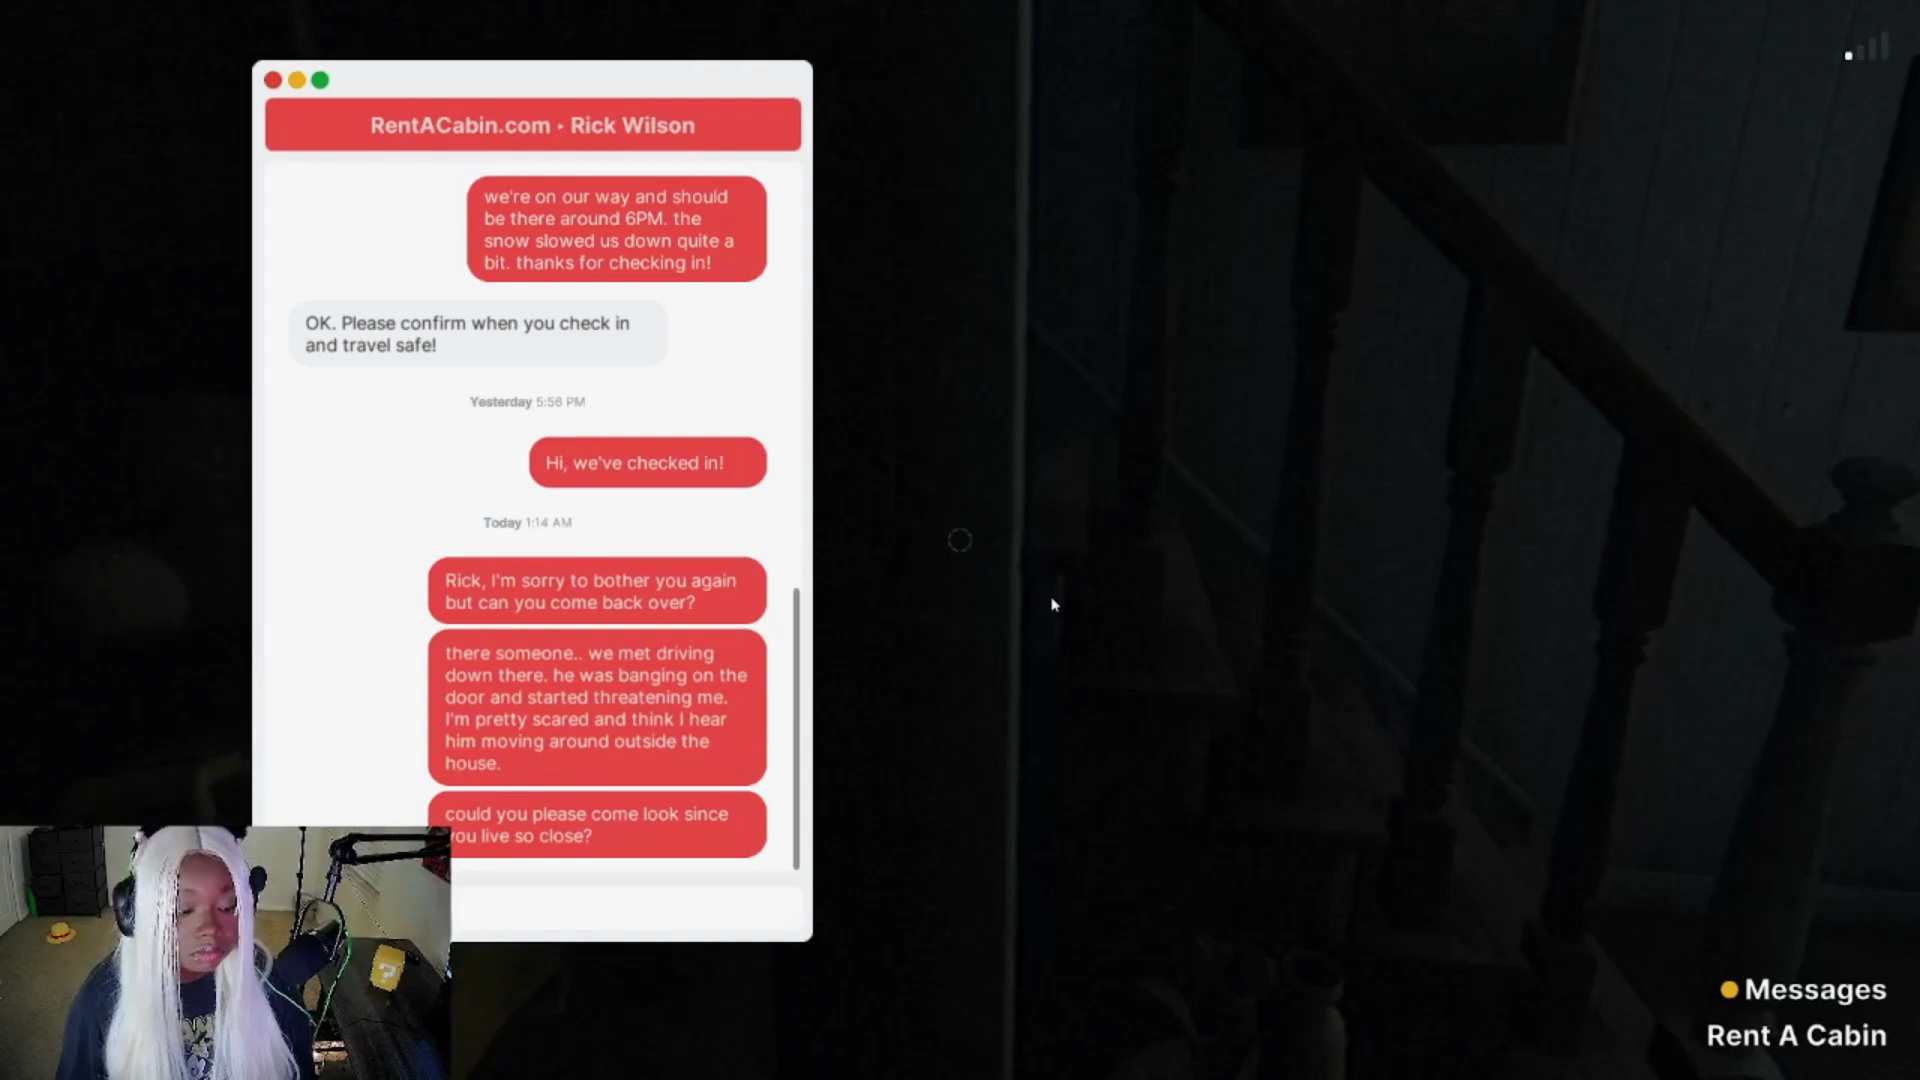 RentACabin.com · Rick Wilson
we're on our way and should
be there around 6PM. the
snow slowed us down quite a
bit. thanks for checking in!
OK. Please confirm when you check in
and travel safe!
Yesterday 5:56 PM
Hi, we've checked in!
Today 1:14 AM
Rick, I'm sorry to bother you again
but can you come back over?
there someone.. we met driving
down there. he was banging on the
door and started threatening me.
I'm pretty scared and think I hear
him moving around outside the
house.
could you please come look since
you live so close?
?
Messages
Rent A Cabin